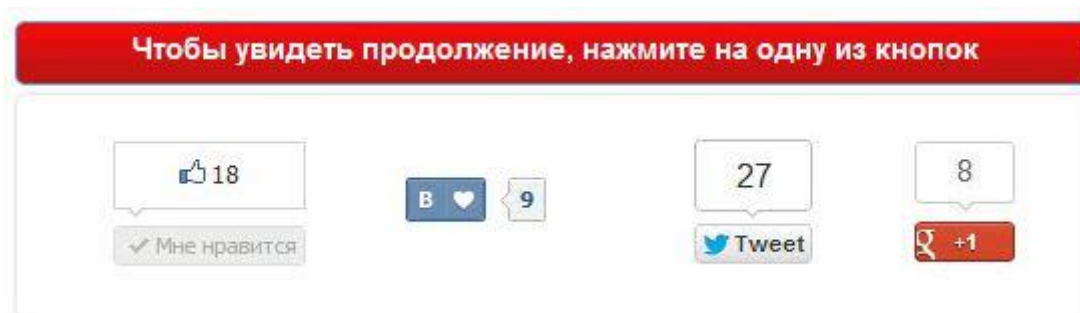 Чтобы увидеть продолжение, нажмите на одну из кнопок
18
Мне нравится
В
9
27
Tweet
8
g +1